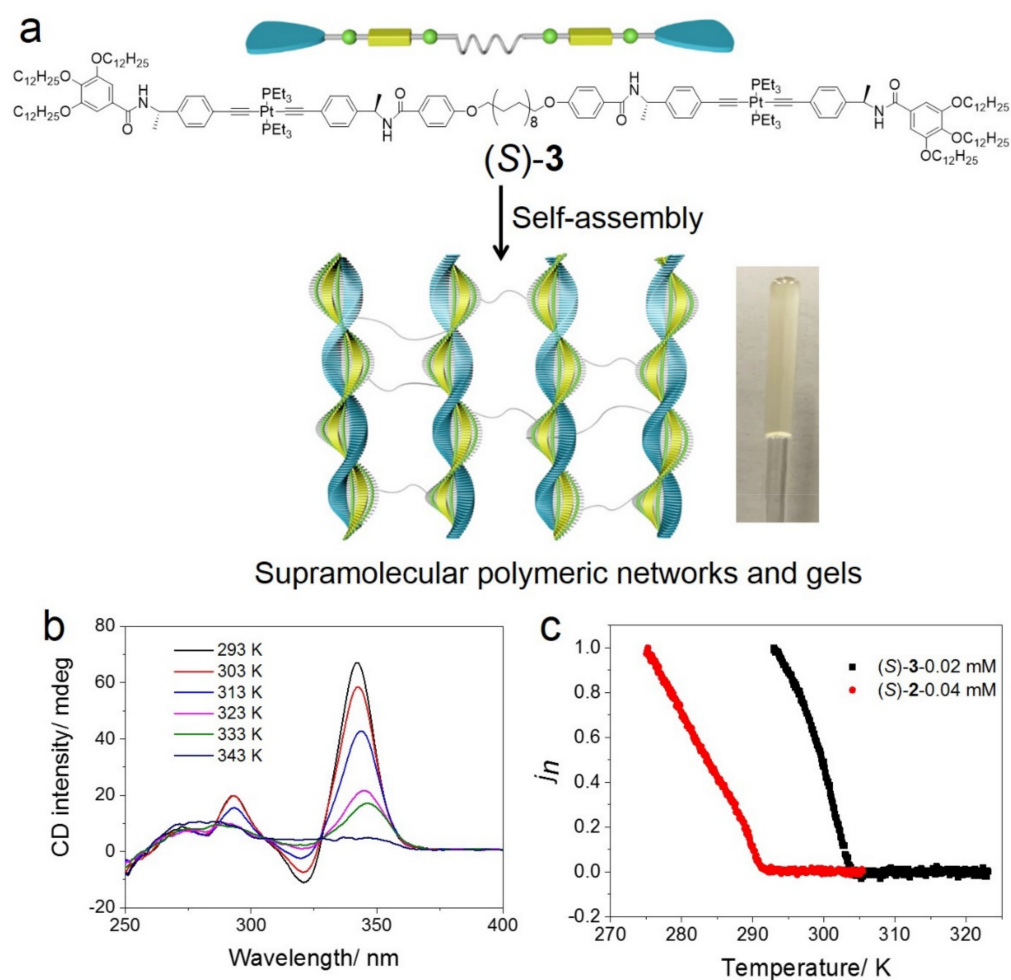 a
OC12H25
C12H25O
C12H25O
O
H
N
PEt3
Pt
PEt3
N
H
O
O
8
O
H
N
O
PEt3
Pt
PEt3
N
H
O
OC12H25
OC12H25
OC12H25
(S)-3
Self-assembly
Supramolecular polymeric networks and gels
b
80
60
40
20
0
-20
CD intensity/ mdeg
293 K
303 K
313 K
323 K
333 K
343 K
250 300 350 400
Wavelength/ nm
c
1.0
0.8
0.6
0.4
0.2
0.0
-0.2
jn
(S)-3-0.02 mM
(S)-2-0.04 mM
270 280 290 300 310 320
Temperature/ K